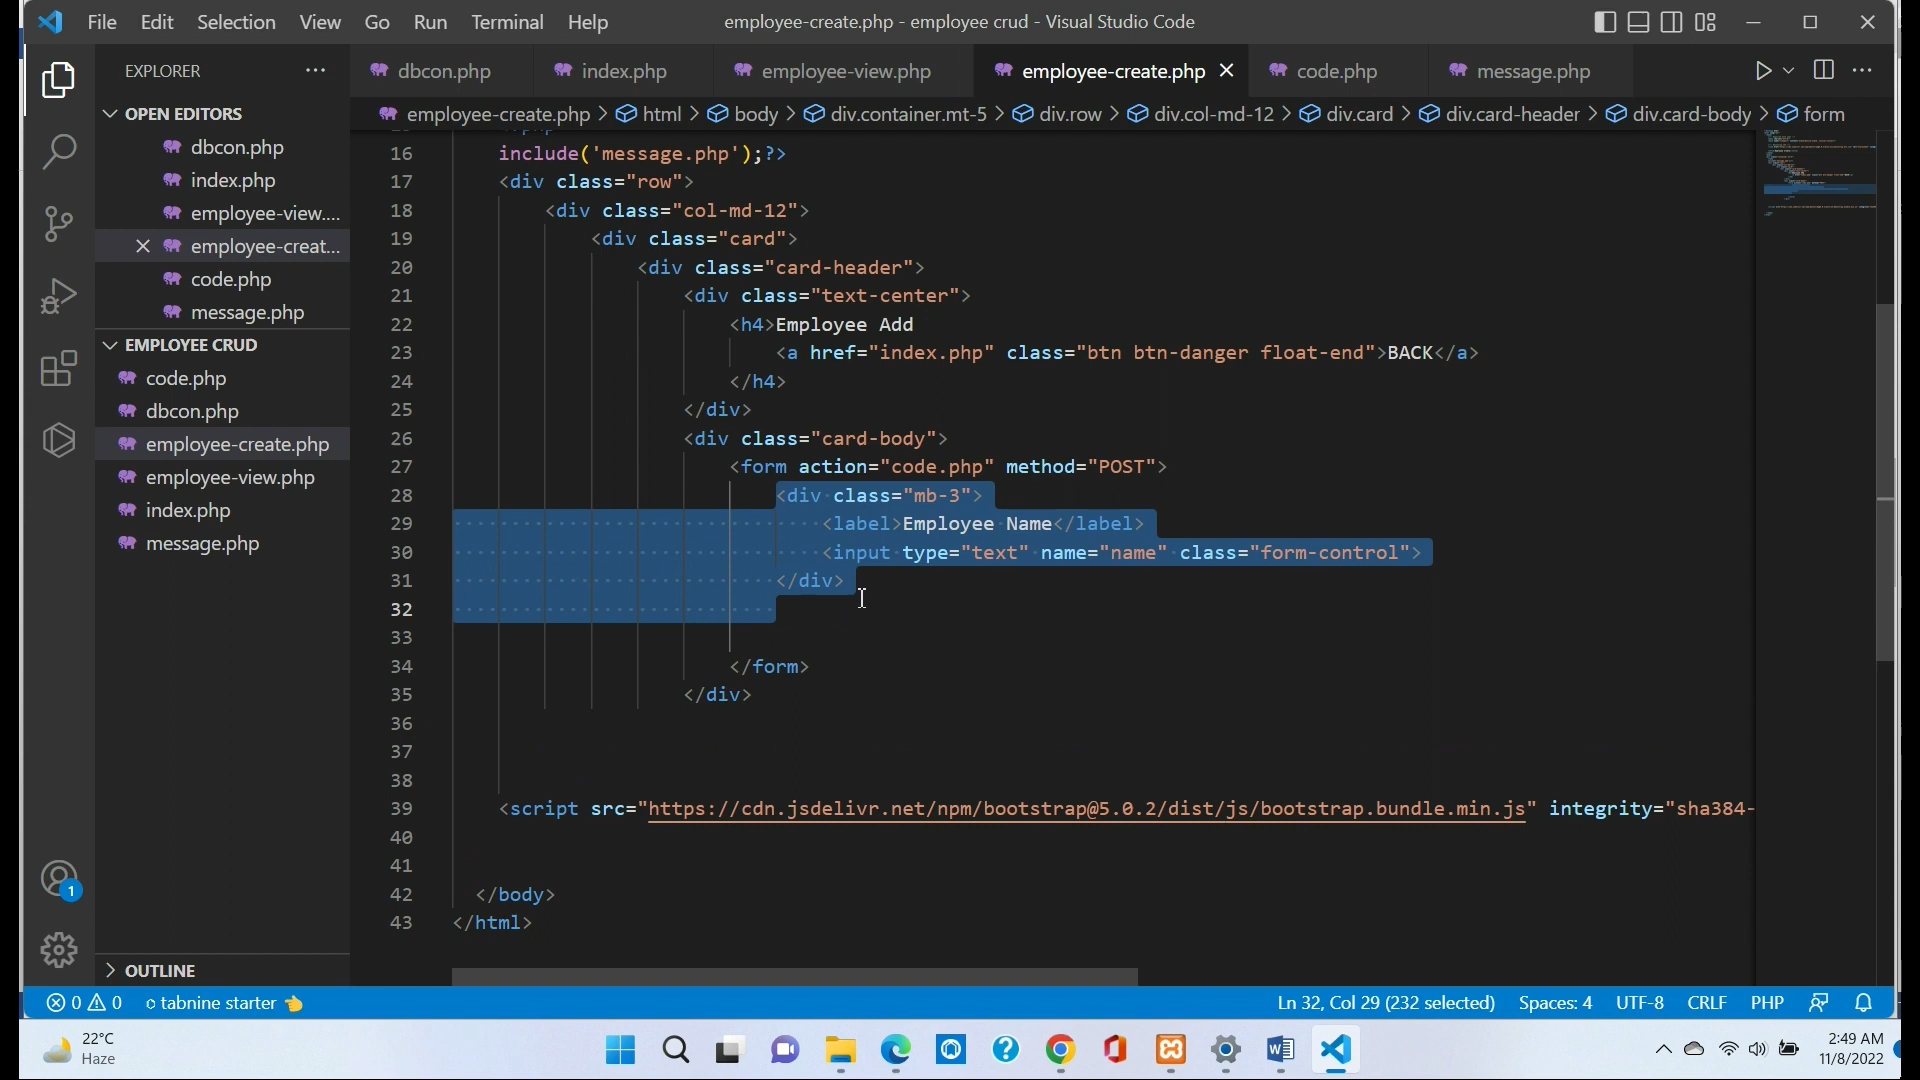 File Edit Selection View Go Run Terminal Help
employee-create.php - employee crud - Visual Studio Code
EXPLORER
dbcon.php
index.php
employee-view.php
employee-create.php
code.php
message.php
employee-create.php > html > body > div.container.mt-5 > div.row > div.col-md-12 > div.card > div.card-header > div.card-body > form
OPEN EDITORS
dbcon.php
index.php
employee-view....
employee-creat...
code.php
message.php
EMPLOYEE CRUD
code.php
dbcon.php
employee-create.php
employee-view.php
index.php
message.php
OUTLINE
16 include('message.php');?>
17 <div class="row">
18 <div class="col-md-12">
19 <div class="card">
20 <div class="card-header">
21 <div class="text-center">
22 <h4>Employee Add
23 <a href="index.php" class="btn btn-danger float-end">BACK</a>
24 </h4>
25 </div>
26 <div class="card-body">
27 <form action="code.php" method="POST">
28 <div class="mb-3">
29 <label>Employee Name</label>
30 <input type="text" name="name" class="form-control">
31 </div>
32
33
34 </form>
35 </div>
36
37
38
39 <script src="https://cdn.jsdelivr.net/npm/bootstrap@5.0.2/dist/js/bootstrap.bundle.min.js" integrity="sha384-
40
41
42 </body>
43 </html>
1
0 0 tabnine starter
Ln 32, Col 29 (232 selected) Spaces: 4 UTF-8 CRLF PHP
22°C
Haze
2:49 AM
11/8/2022